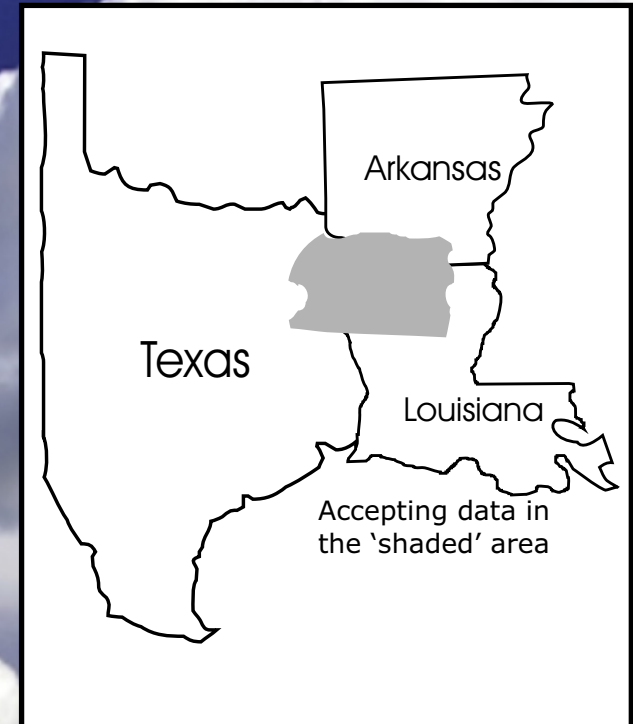 Arkansas
Texas
Louisiana
Accepting data in
the ‘shaded’ area